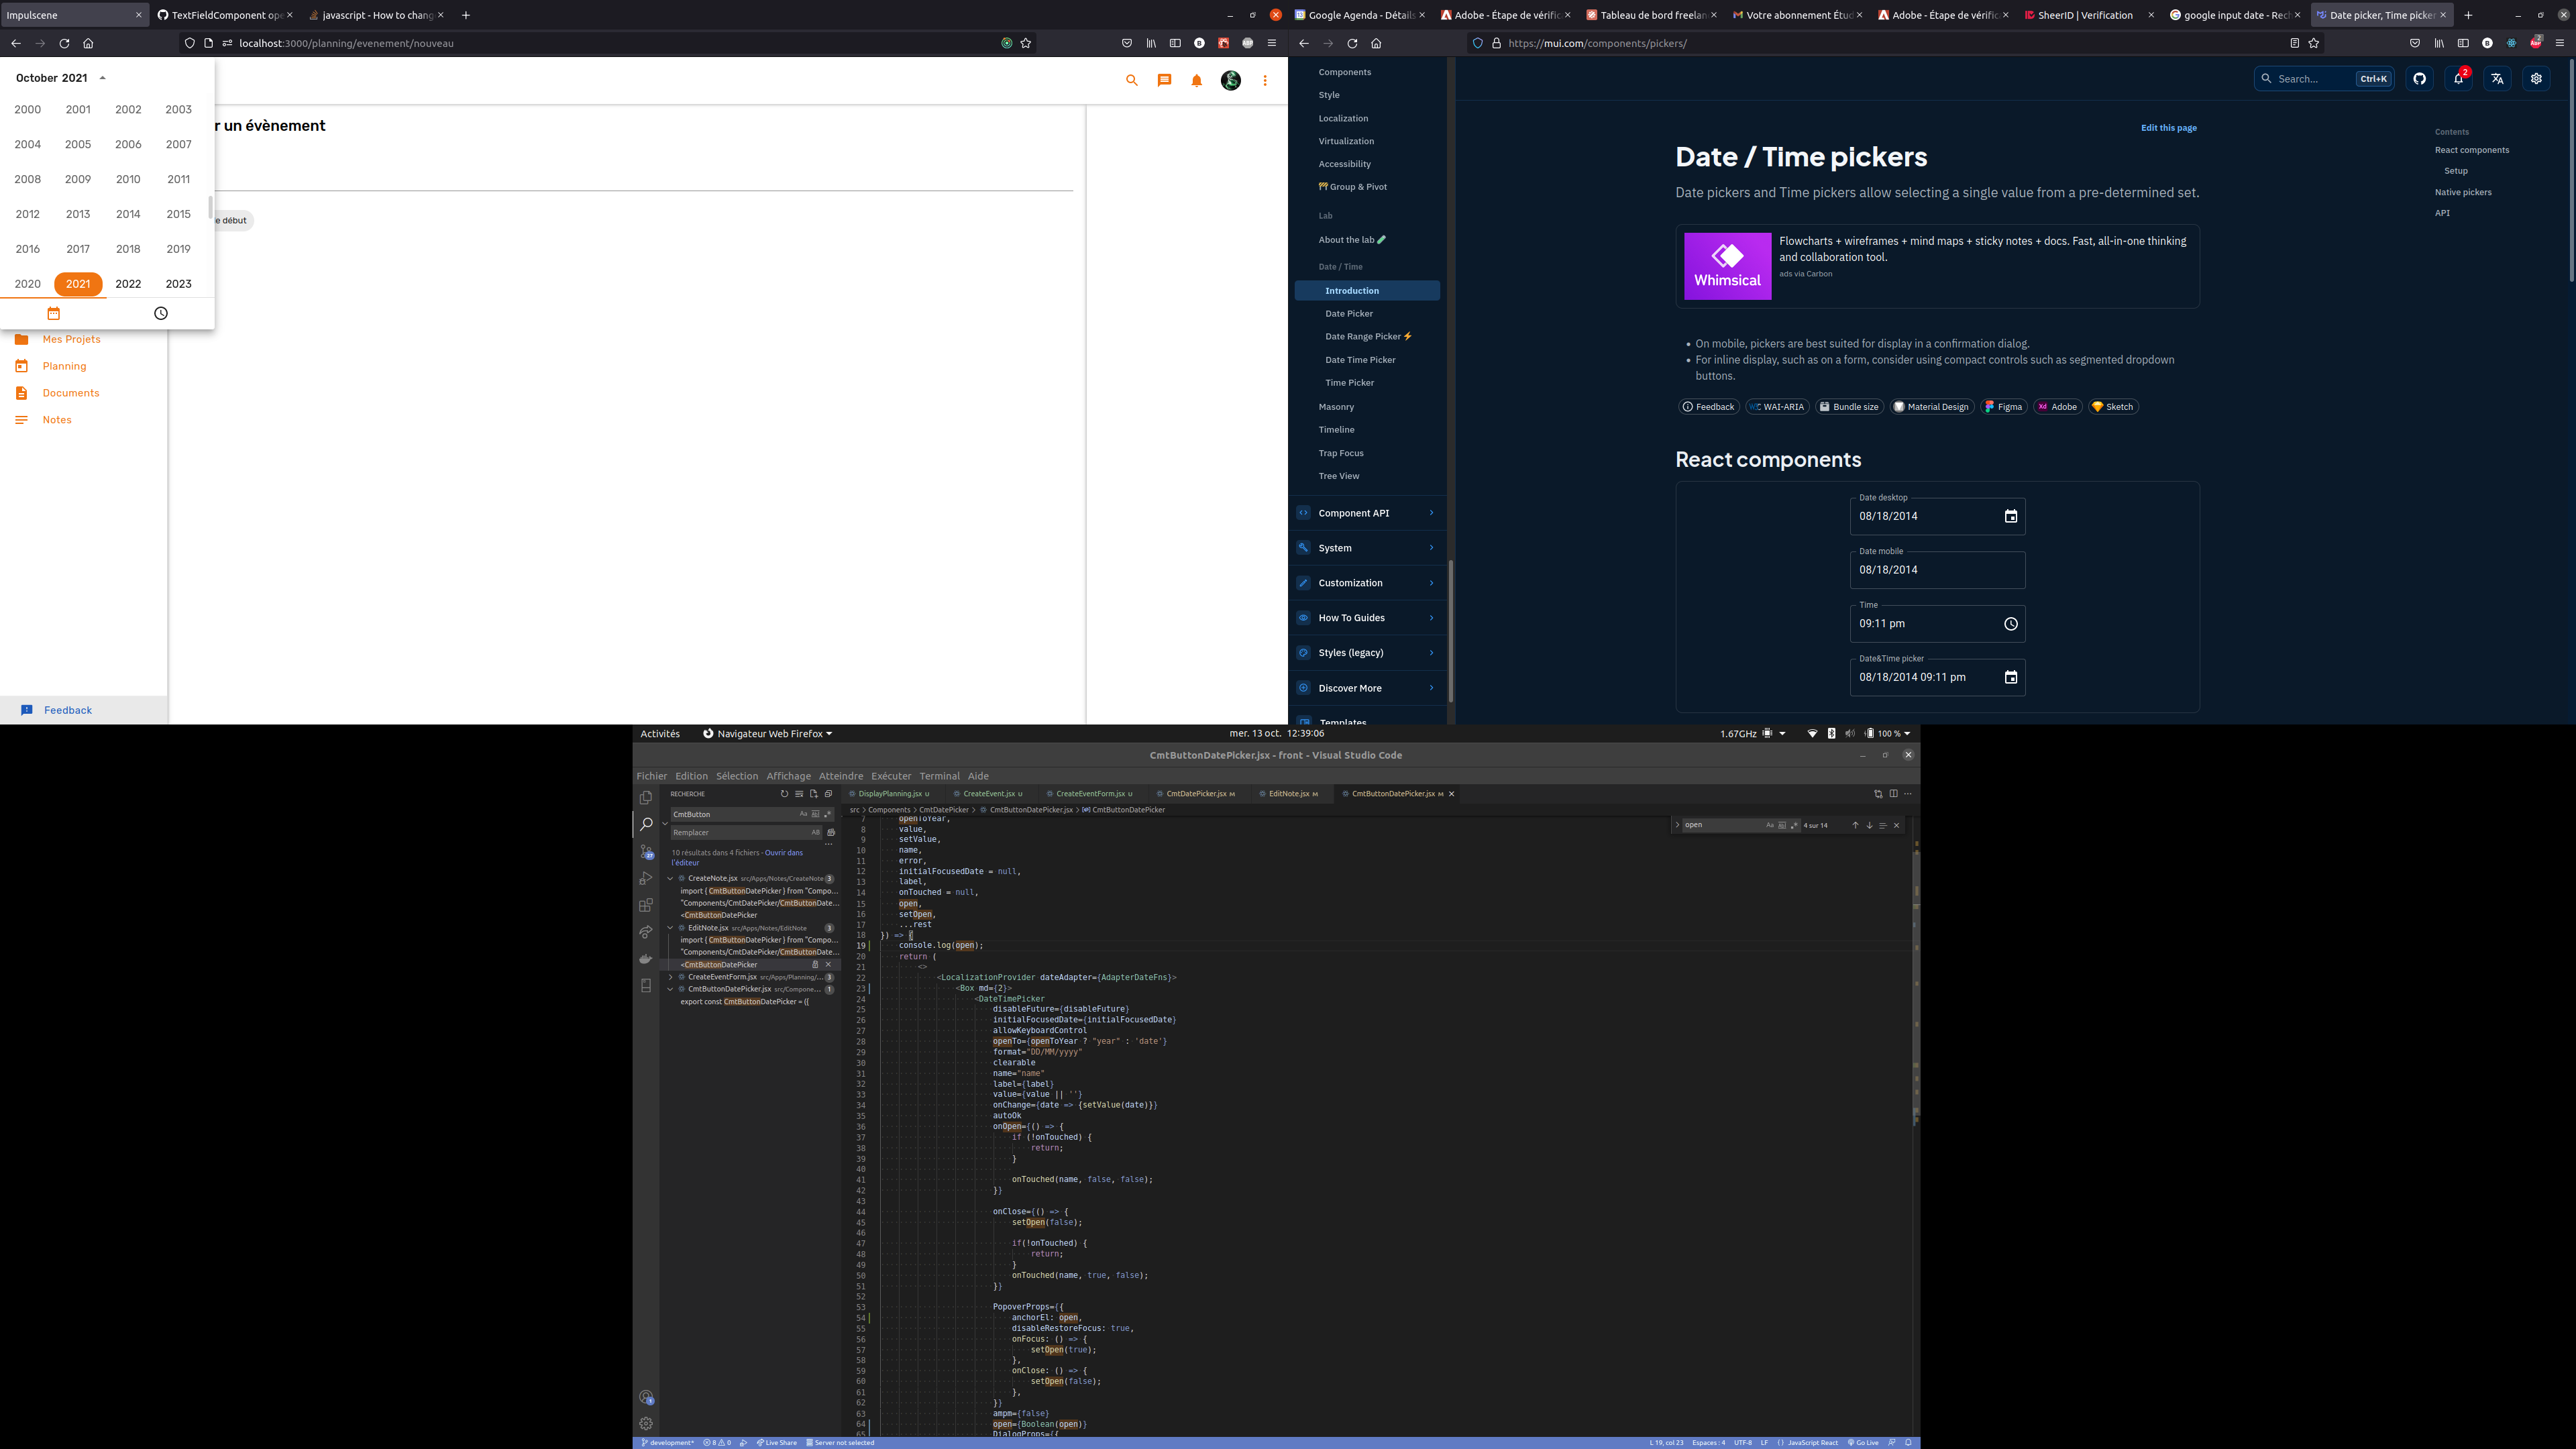 Impulscene
TextFieldComponent ope
javascript - How to chang
Google Agenda - Détails
Adobe - Étape de vérific
Tableau de bord freelan
Votre abonnement Étud
Adobe - Étape de vérific
SheerID | Verification
google input date - Rech
Date picker, Time picker
localhost:3000/planning/evenement/nouveau
https://mui.com/components/pickers/
October 2021
2000 2001 2002 2003
2004 2005 2006 2007
2008 2009 2010 2011
2012 2013 2014 2015
2016 2017 2018 2019
2020 2021 2022 2023
r un évènement
e début
Mes Projets
Planning
Documents
Notes
Feedback
Components
Style
Localization
Virtualization
Accessibility
Group & Pivot
Lab
About the lab
Date / Time
Introduction
Date Picker
Date Range Picker
Date Time Picker
Time Picker
Masonry
Timeline
Trap Focus
Tree View
Component API
System
Customization
How To Guides
Styles (legacy)
Discover More
Templates
Search... Ctrl+K
2
Edit this page
Date / Time pickers
Date pickers and Time pickers allow selecting a single value from a pre-determined set.
Whimsical
Flowcharts + wireframes + mind maps + sticky notes + docs. Fast, all-in-one thinking
and collaboration tool.
ads via Carbon
• On mobile, pickers are best suited for display in a confirmation dialog.
• For inline display, such as on a form, consider using compact controls such as segmented dropdown
buttons.
Feedback WAI-ARIA Bundle size Material Design Figma Adobe Sketch
React components
Date desktop
08/18/2014
Date mobile
08/18/2014
Time
09:11 pm
Date&Time picker
08/18/2014 09:11 pm
Contents
React components
Setup
Native pickers
API
Activités Navigateur Web Firefox
mer. 13 oct. 12:39:06
1.67GHz 100 %
CmtButtonDatePicker.jsx - front - Visual Studio Code
Fichier Edition Sélection Affichage Atteindre Exécuter Terminal Aide
RECHERCHE
CmtButton
Remplacer
10 résultats dans 4 fichiers - Ouvrir dans
l'éditeur
CreateNote.jsx src/Apps/Notes/CreateNote 3
import { CmtButtonDatePicker } from "Compo...
"Components/CmtDatePicker/CmtButtonDate...
<CmtButtonDatePicker
EditNote.jsx src/Apps/Notes/EditNote 3
import { CmtButtonDatePicker } from "Compo...
"Components/CmtDatePicker/CmtButtonDate...
<CmtButtonDatePicker
CreateEventForm.jsx src/Apps/Planning/... 3
CmtButtonDatePicker.jsx src/Compone... 1
export const CmtButtonDatePicker = ({
DisplayPlanning.jsx U CreateEvent.jsx U CreateEventForm.jsx U CmtDatePicker.jsx M EditNote.jsx M CmtButtonDatePicker.jsx M
src > Components > CmtDatePicker > CmtButtonDatePicker.jsx > CmtButtonDatePicker
open 4 sur 14
7 openToYear,
8 value,
9 setValue,
10 name,
11 error,
12 initialFocusedDate = null,
13 label,
14 onTouched = null,
15 open,
16 setOpen,
17 ...rest
18 }) => {
19 console.log(open);
20 return (
21 <>
22 <LocalizationProvider dateAdapter={AdapterDateFns}>
23 <Box md={2}>
24 <DateTimePicker
25 disableFuture={disableFuture}
26 initialFocusedDate={initialFocusedDate}
27 allowKeyboardControl
28 openTo={openToYear ? "year" : 'date'}
29 format="DD/MM/yyyy"
30 clearable
31 name="name"
32 label={label}
33 value={value || ''}
34 onChange={date => {setValue(date)}}
35 autoOk
36 onOpen={() => {
37 if (!onTouched) {
38 return;
39 }
40
41 onTouched(name, false, false);
42 }}
43
44 onClose={() => {
45 setOpen(false);
46
47 if(!onTouched) {
48 return;
49 }
50 onTouched(name, true, false);
51 }}
52
53 PopoverProps={{
54 anchorEl: open,
55 disableRestoreFocus: true,
56 onFocus: () => {
57 setOpen(true);
58 },
59 onClose: () => {
60 setOpen(false);
61 },
62 }}
63 ampm={false}
64 open={Boolean(open)}
65 DialogProps={{
development* 8 0 Live Share Server not selected
L 19, col 23 Espaces : 4 UTF-8 LF JavaScript React Go Live